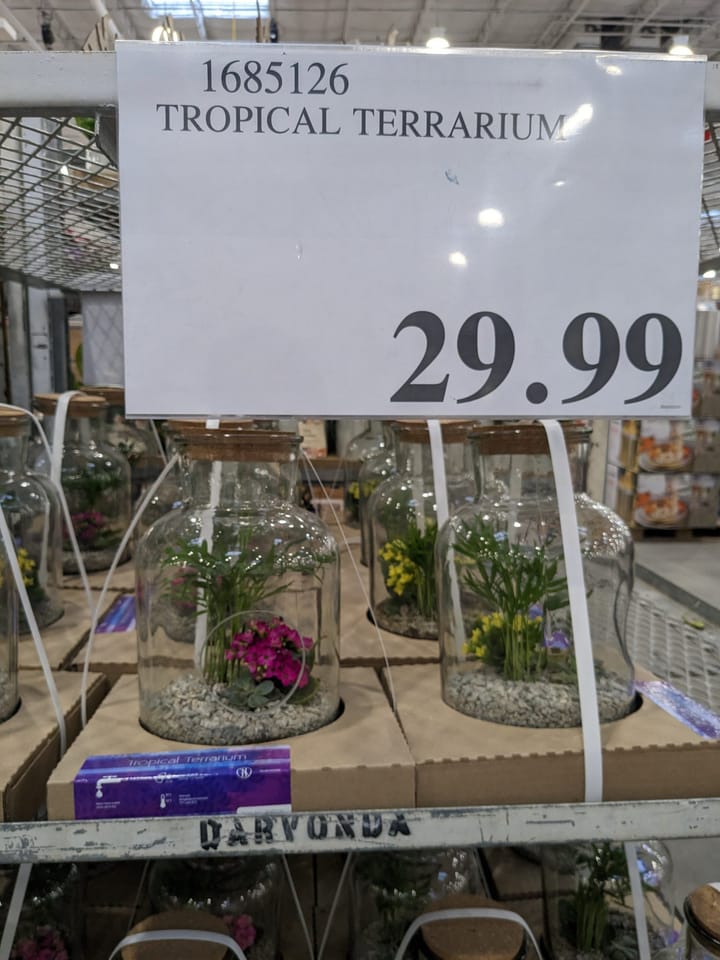 1685126
TROPICAL TERRARIUM
29.99
Tropical Terrarium
DARVONDA